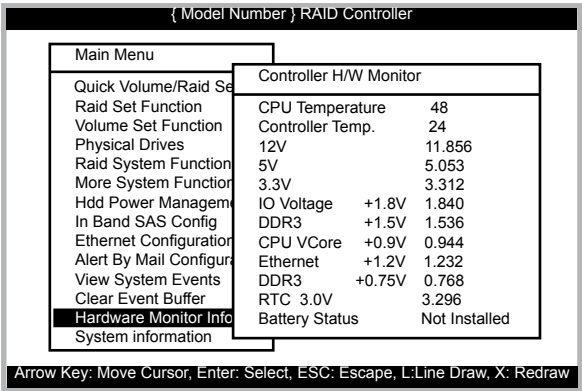 { Model Number } RAID Controller
Main Menu
Quick Volume/Raid Se
Raid Set Function
Volume Set Function
Physical Drives
Raid System Function
More System Function
Hdd Power Manageme
In Band SAS Config
Ethernet Configuration
Alert By Mail Configura
View System Events
Clear Event Buffer
Hardware Monitor Info
System information
Controller H/W Monitor
CPU Temperature 48
Controller Temp. 24
12V 11.856
5V 5.053
3.3V 3.312
IO Voltage +1.8V 1.840
DDR3 +1.5V 1.536
CPU VCore +0.9V 0.944
Ethernet +1.2V 1.232
DDR3 +0.75V 0.768
RTC 3.0V 3.296
Battery Status Not Installed
Arrow Key: Move Cursor, Enter: Select, ESC: Escape, L:Line Draw, X: Redraw